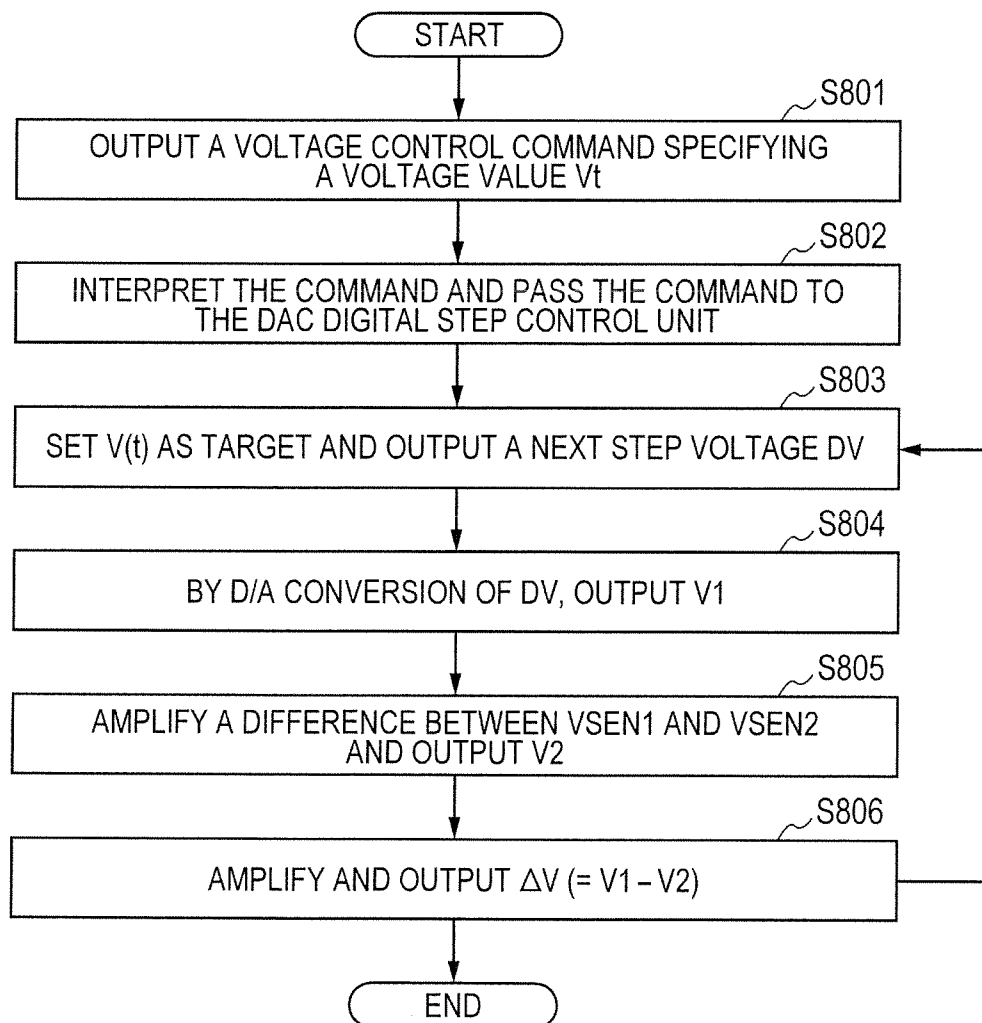 START
S801
OUTPUT A VOLTAGE CONTROL COMMAND SPECIFYING
A VOLTAGE VALUE Vt
S802
INTERPRET THE COMMAND AND PASS THE COMMAND TO
THE DAC DIGITAL STEP CONTROL UNIT
S803
SET V(t) AS TARGET AND OUTPUT A NEXT STEP VOLTAGE DV
S804
BY D/A CONVERSION OF DV, OUTPUT V1
S805
AMPLIFY A DIFFERENCE BETWEEN VSEN1 AND VSEN2
AND OUTPUT V2
S806
AMPLIFY AND OUTPUT ΔV (= V1 – V2)
END